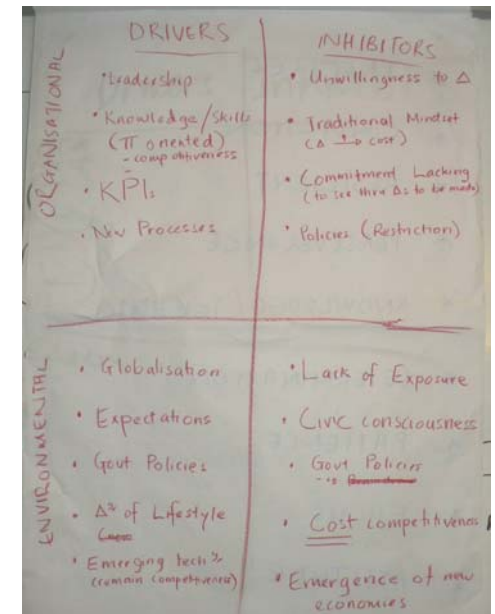 DRIVERS
INHIBITORS
ORGANISATIONAL
• Leadership
• Knowledge/Skills
(π oriented)
- competitiveness
• KPIs
• New Processes
• Unwillingness to Δ
• Traditional Mindset
(Δ → cost)
• Commitment Lacking
(to see thru Δs to be made)
• Policies (Restriction)
ENVIRONMENTAL
• Globalisation
• Expectations
• Govt Policies
• Δ of Lifestyle
• Emerging tech
(remain competitiveness)
• Lack of Exposure
• Civic consciousness
• Govt Policies
• Cost competitiveness
• Emergence of new
economies